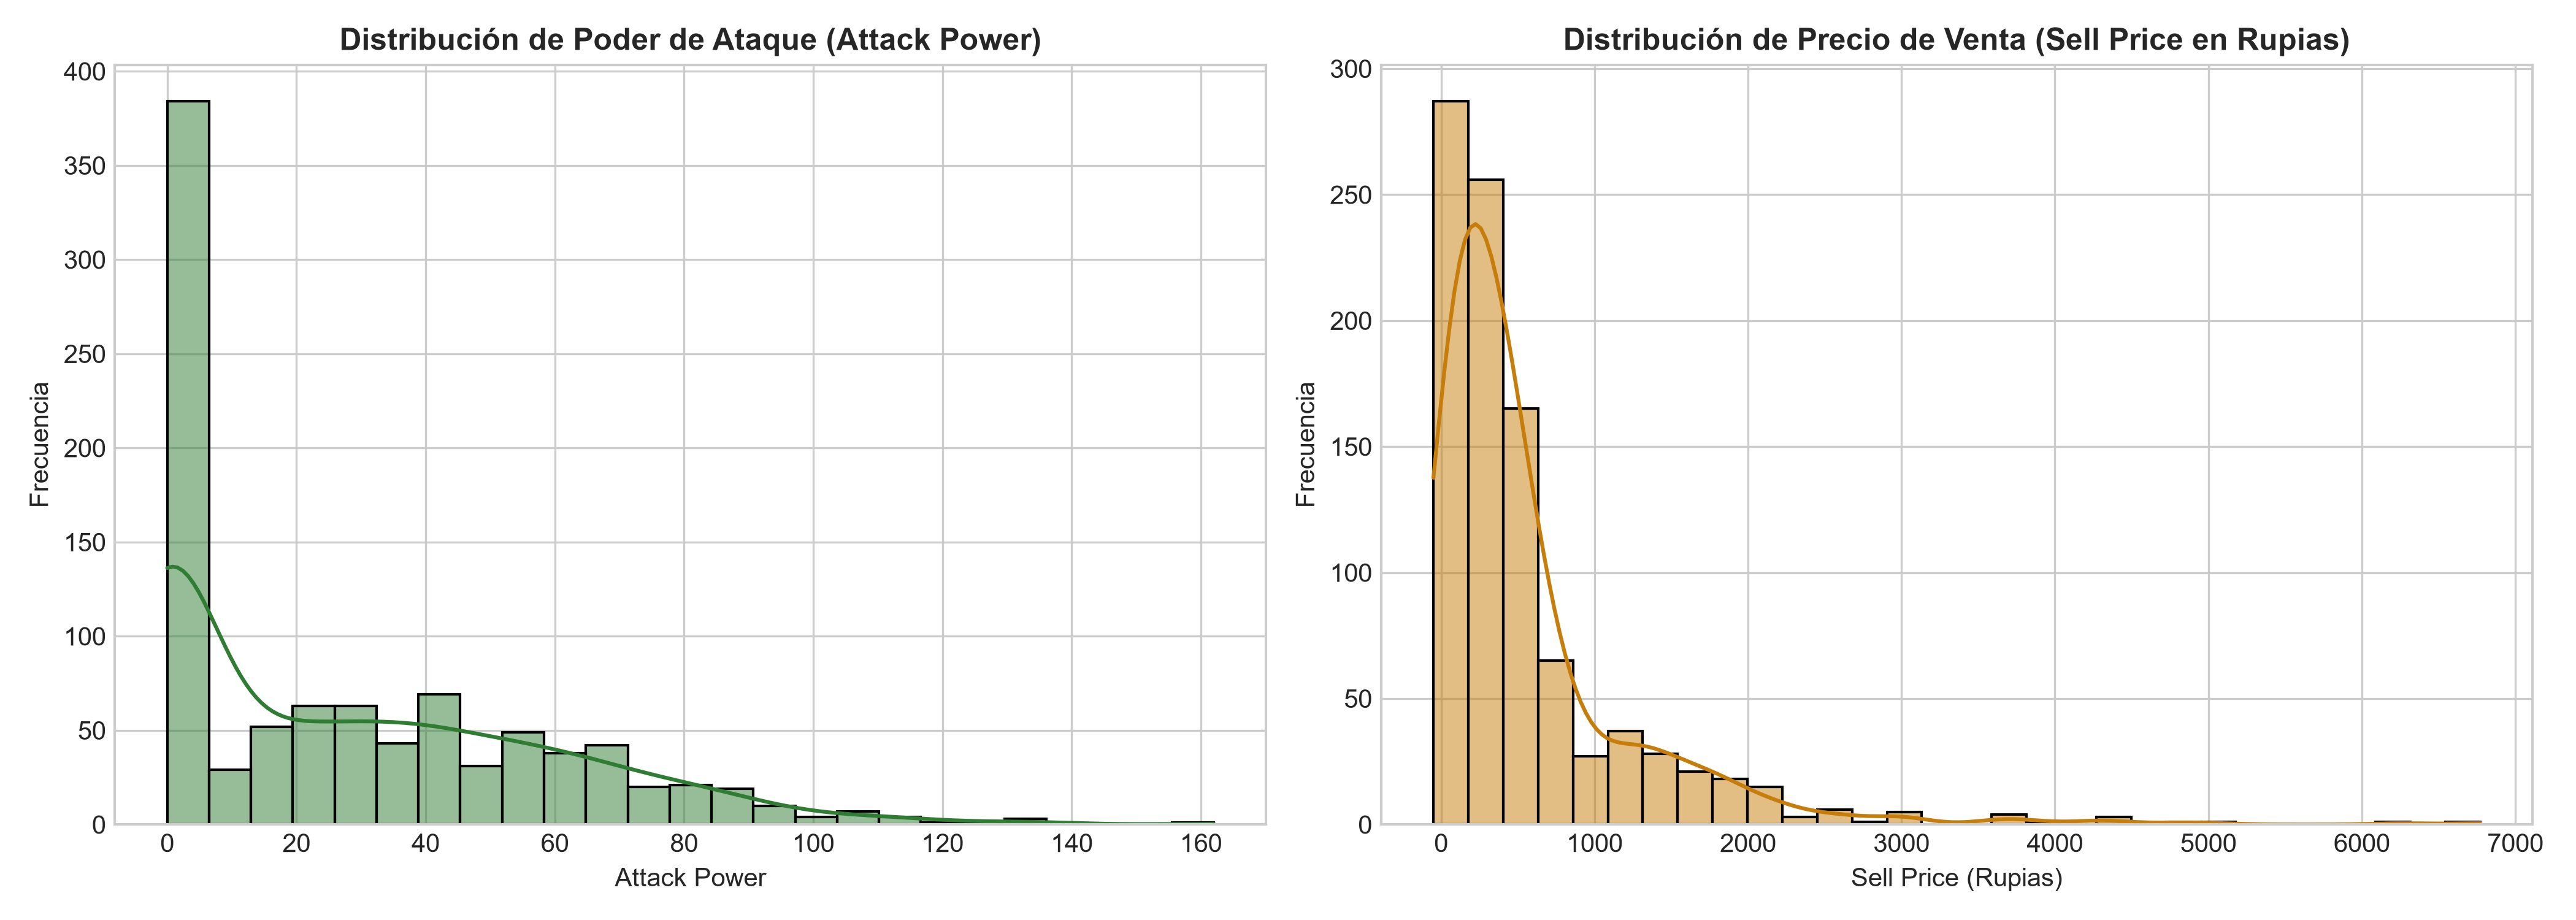 Distribución de Poder de Ataque (Attack Power)
400
350
300
250
200
150
100
50
0
Frecuencia
0 20 40 60 80 100 120 140 160
Attack Power
Distribución de Precio de Venta (Sell Price en Rupias)
300
250
200
150
100
50
0
Frecuencia
0 1000 2000 3000 4000 5000 6000 7000
Sell Price (Rupias)